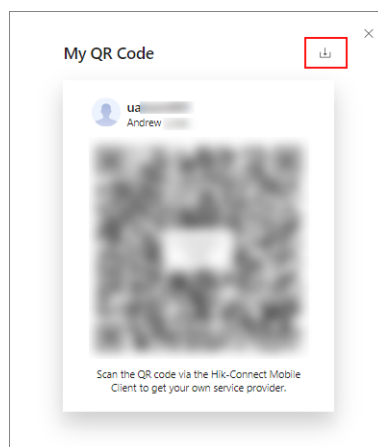 My QR Code
ua
Andrew
Scan the QR code via the Hik-Connect Mobile
Client to get your own service provider.